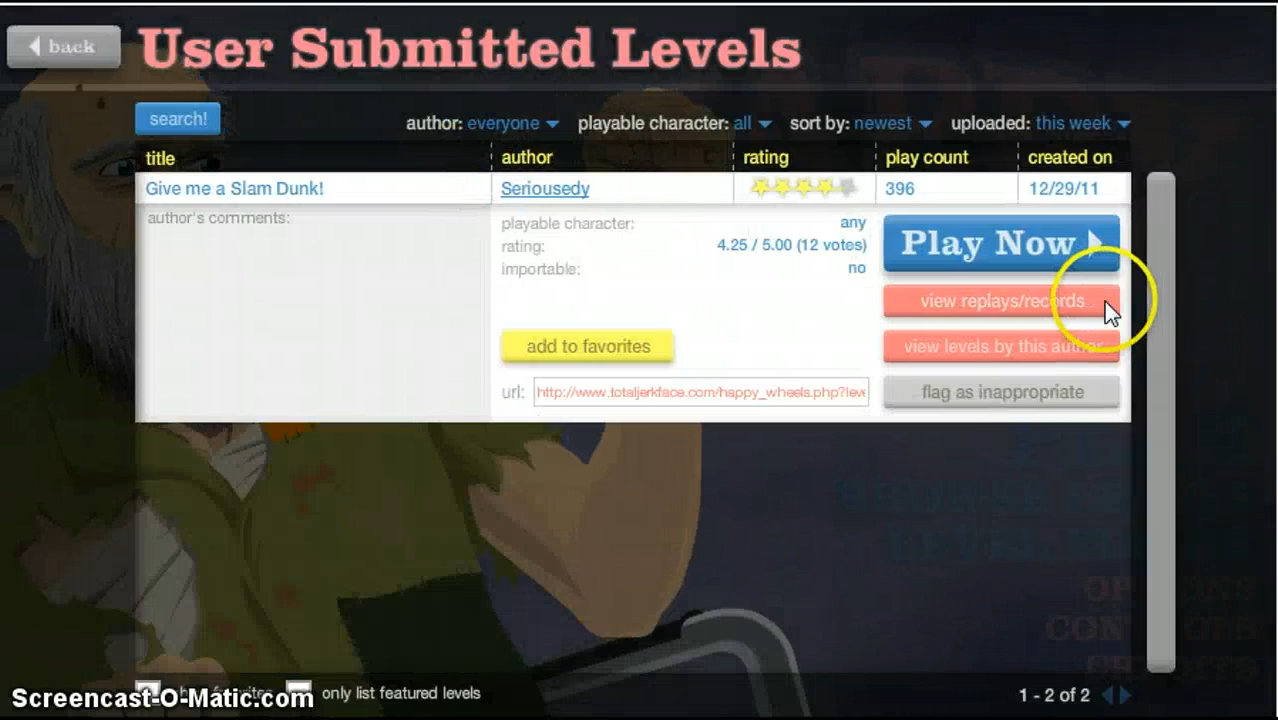 back
User Submitted Levels
search!
author: everyone playable character: all sort by: newest uploaded: this week
title author rating play count created on
Give me a Slam Dunk! Seriousedy 396 12/29/11
author's comments:
playable character: any
rating: 4.25 / 5.00 (12 votes)
importable: no
Play Now
view replays/records
view levels by this author
add to favorites
flag as inappropriate
url: http://www.totaljerkface.com/happy_wheels.php?leve
OPTIONS
CONTROLS
CREDITS
only list featured levels
1 - 2 of 2
Screencast-O-Matic.com